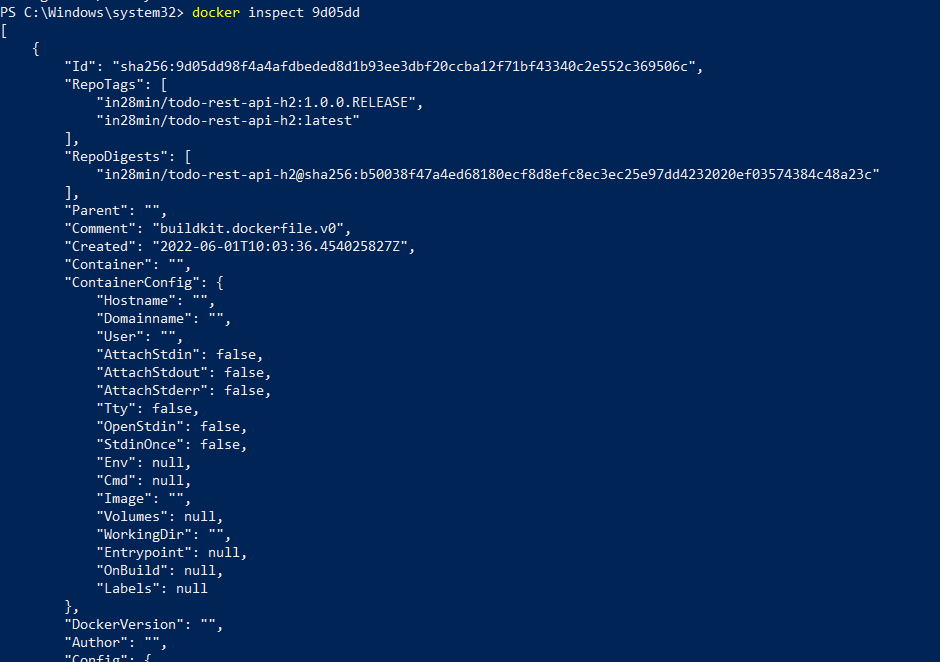 PS C:\Windows\system32> docker inspect 9d05dd
[
    {
        "Id": "sha256:9d05dd98f4a4afdbeded8d1b93ee3dbf20ccba12f71bf43340c2e552c369506c",
        "RepoTags": [
            "in28min/todo-rest-api-h2:1.0.0.RELEASE",
            "in28min/todo-rest-api-h2:latest"
        ],
        "RepoDigests": [
            "in28min/todo-rest-api-h2@sha256:b50038f47a4ed68180ecf8d8efc8ec3ec25e97dd4232020ef03574384c48a23c"
        ],
        "Parent": "",
        "Comment": "buildkit.dockerfile.v0",
        "Created": "2022-06-01T10:03:36.454025827Z",
        "Container": "",
        "ContainerConfig": {
            "Hostname": "",
            "Domainname": "",
            "User": "",
            "AttachStdin": false,
            "AttachStdout": false,
            "AttachStderr": false,
            "Tty": false,
            "OpenStdin": false,
            "StdinOnce": false,
            "Env": null,
            "Cmd": null,
            "Image": "",
            "Volumes": null,
            "WorkingDir": "",
            "Entrypoint": null,
            "OnBuild": null,
            "Labels": null
        },
        "DockerVersion": "",
        "Author": "",
        "Config": {